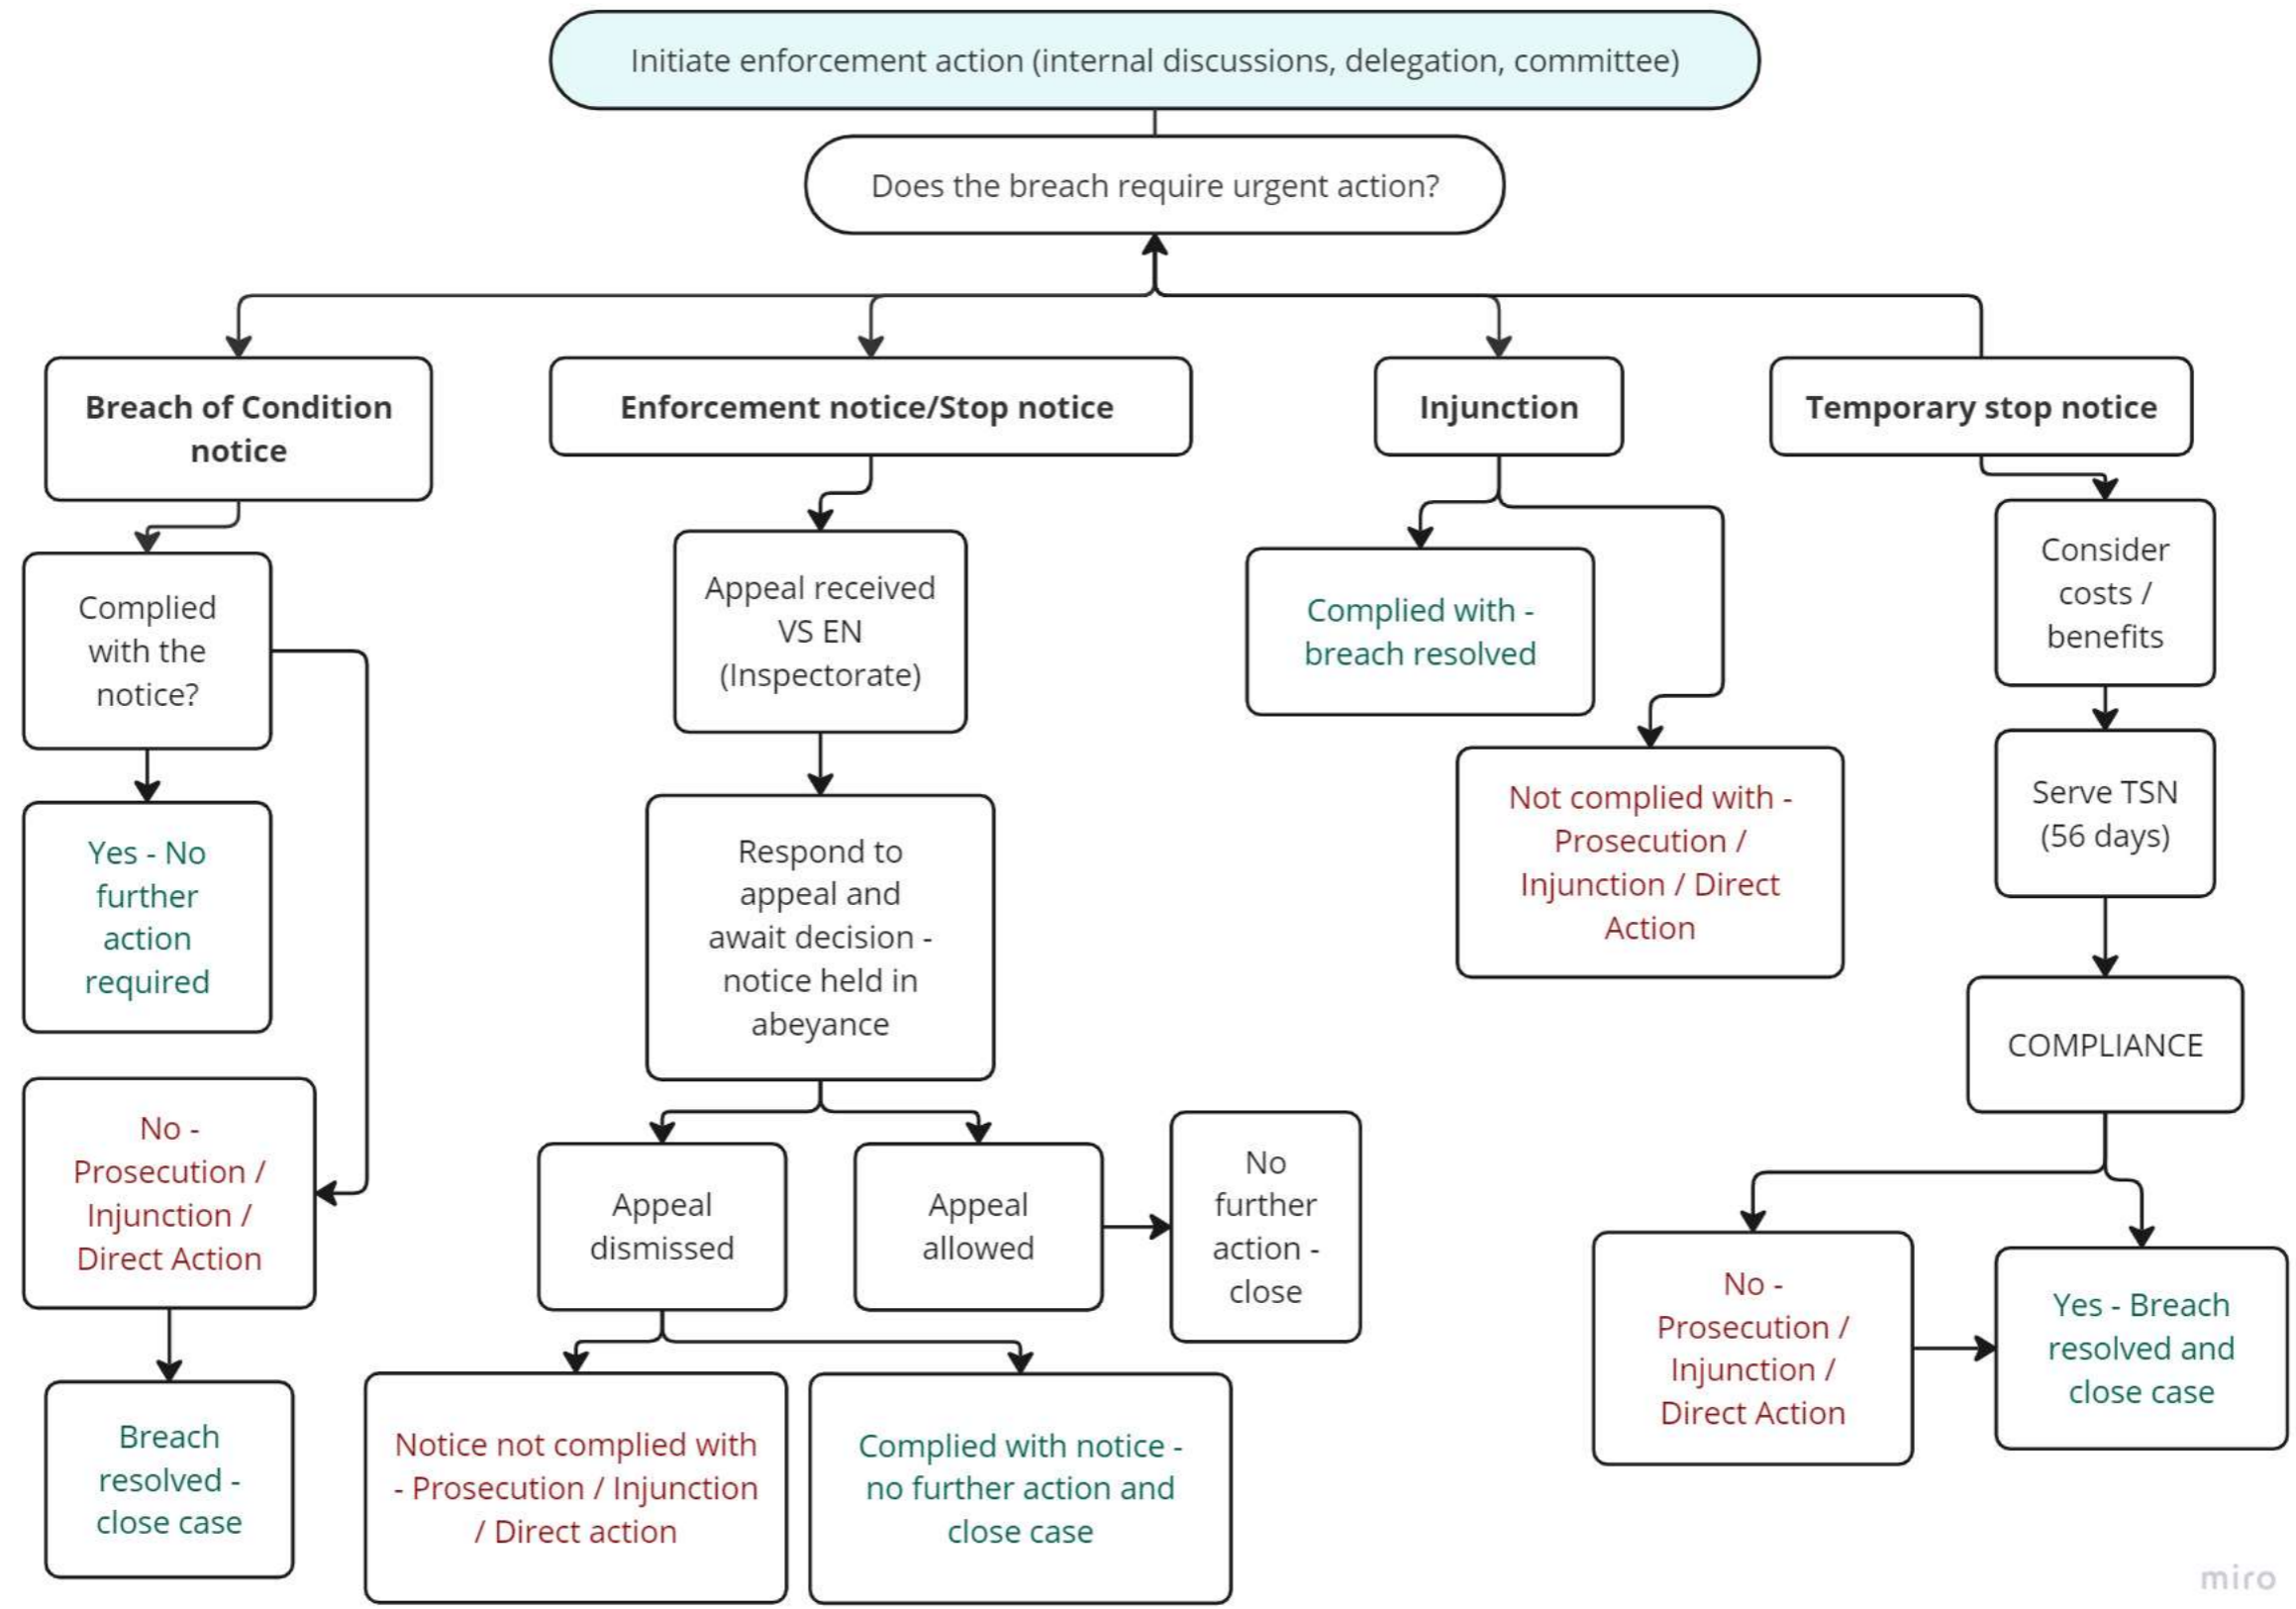 Initiate enforcement action (internal discussions, delegation, committee)
Does the breach require urgent action?
Breach of Condition
notice
Enforcement notice/Stop notice
Injunction
Temporary stop notice
Complied
with the
notice?
Yes - No
further
action
required
No -
Prosecution /
Injunction /
Direct Action
Breach
resolved -
close case
Appeal received
VS EN
(Inspectorate)
Respond to
appeal and
await decision -
notice held in
abeyance
Appeal
dismissed
Appeal
allowed
No
further
action -
close
Notice not complied with
- Prosecution / Injunction
/ Direct action
Complied with notice -
no further action and
close case
Complied with -
breach resolved
Not complied with -
Prosecution /
Injunction / Direct
Action
Consider
costs /
benefits
Serve TSN
(56 days)
COMPLIANCE
No -
Prosecution /
Injunction /
Direct Action
Yes - Breach
resolved and
close case
miro